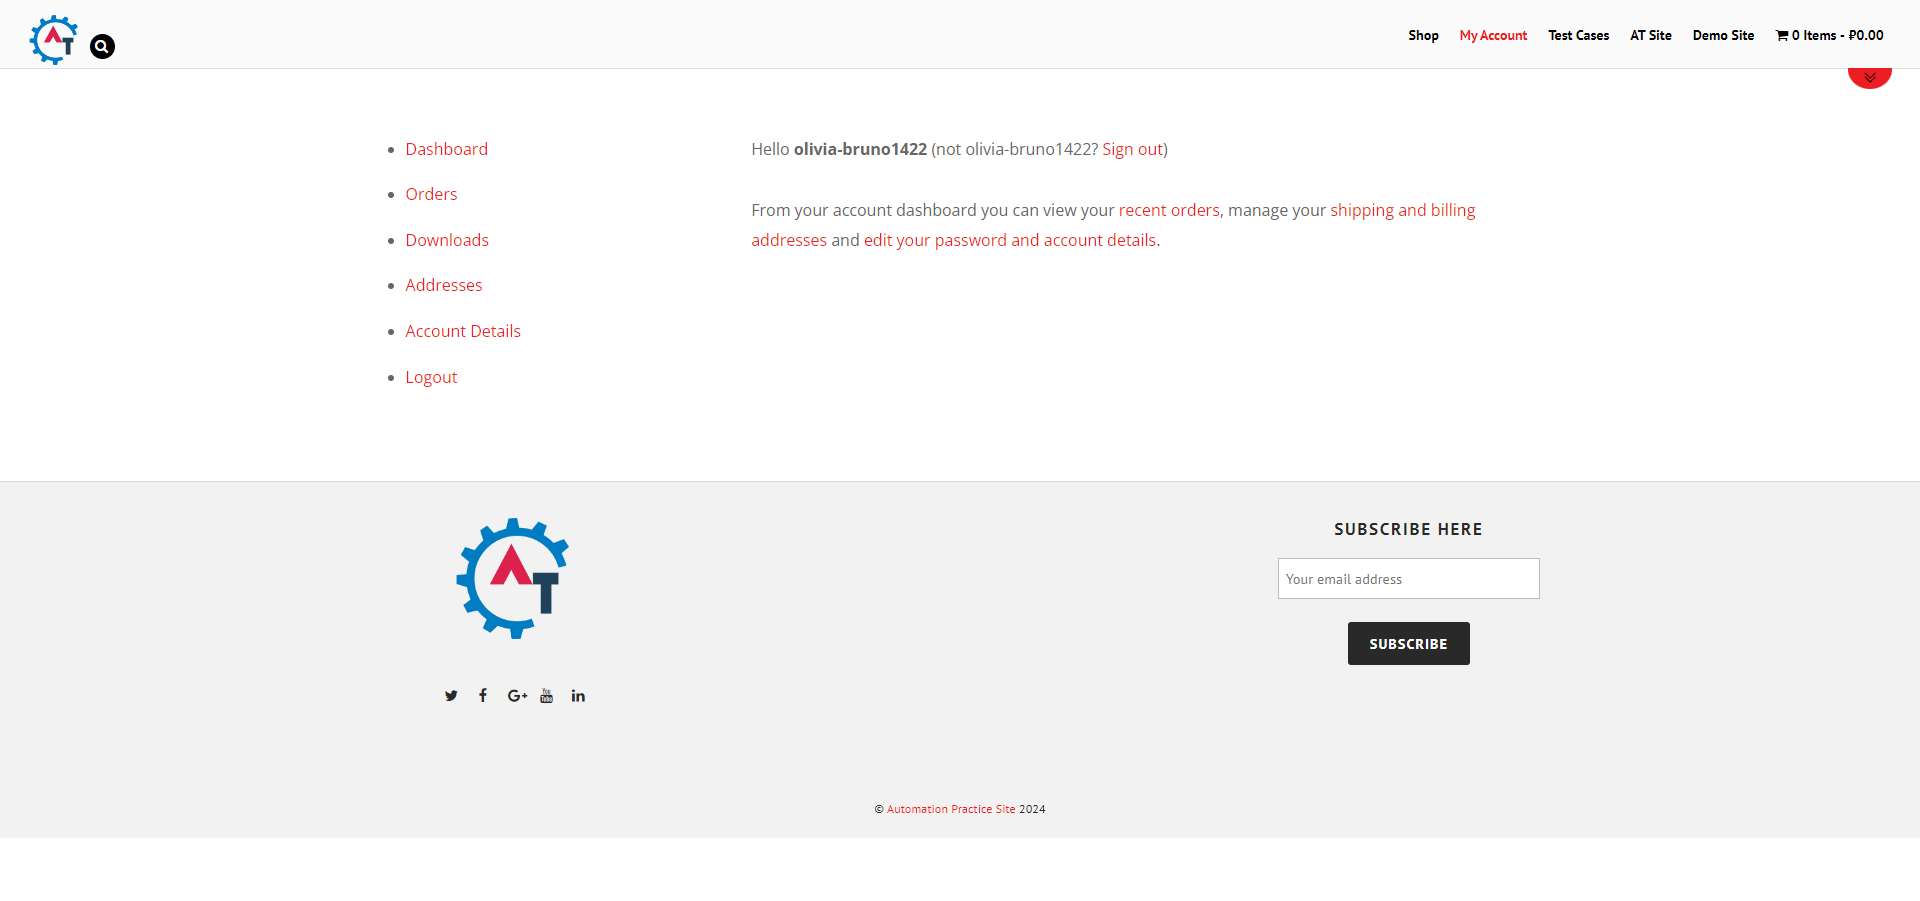 AT
Shop My Account Test Cases AT Site Demo Site 0 Items - ₽0.00
Dashboard
Orders
Downloads
Addresses
Account Details
Logout
Hello olivia-bruno1422 (not olivia-bruno1422? Sign out)
From your account dashboard you can view your recent orders, manage your shipping and billing
addresses and edit your password and account details.
AT
SUBSCRIBE HERE
Your email address
SUBSCRIBE
© Automation Practice Site 2024